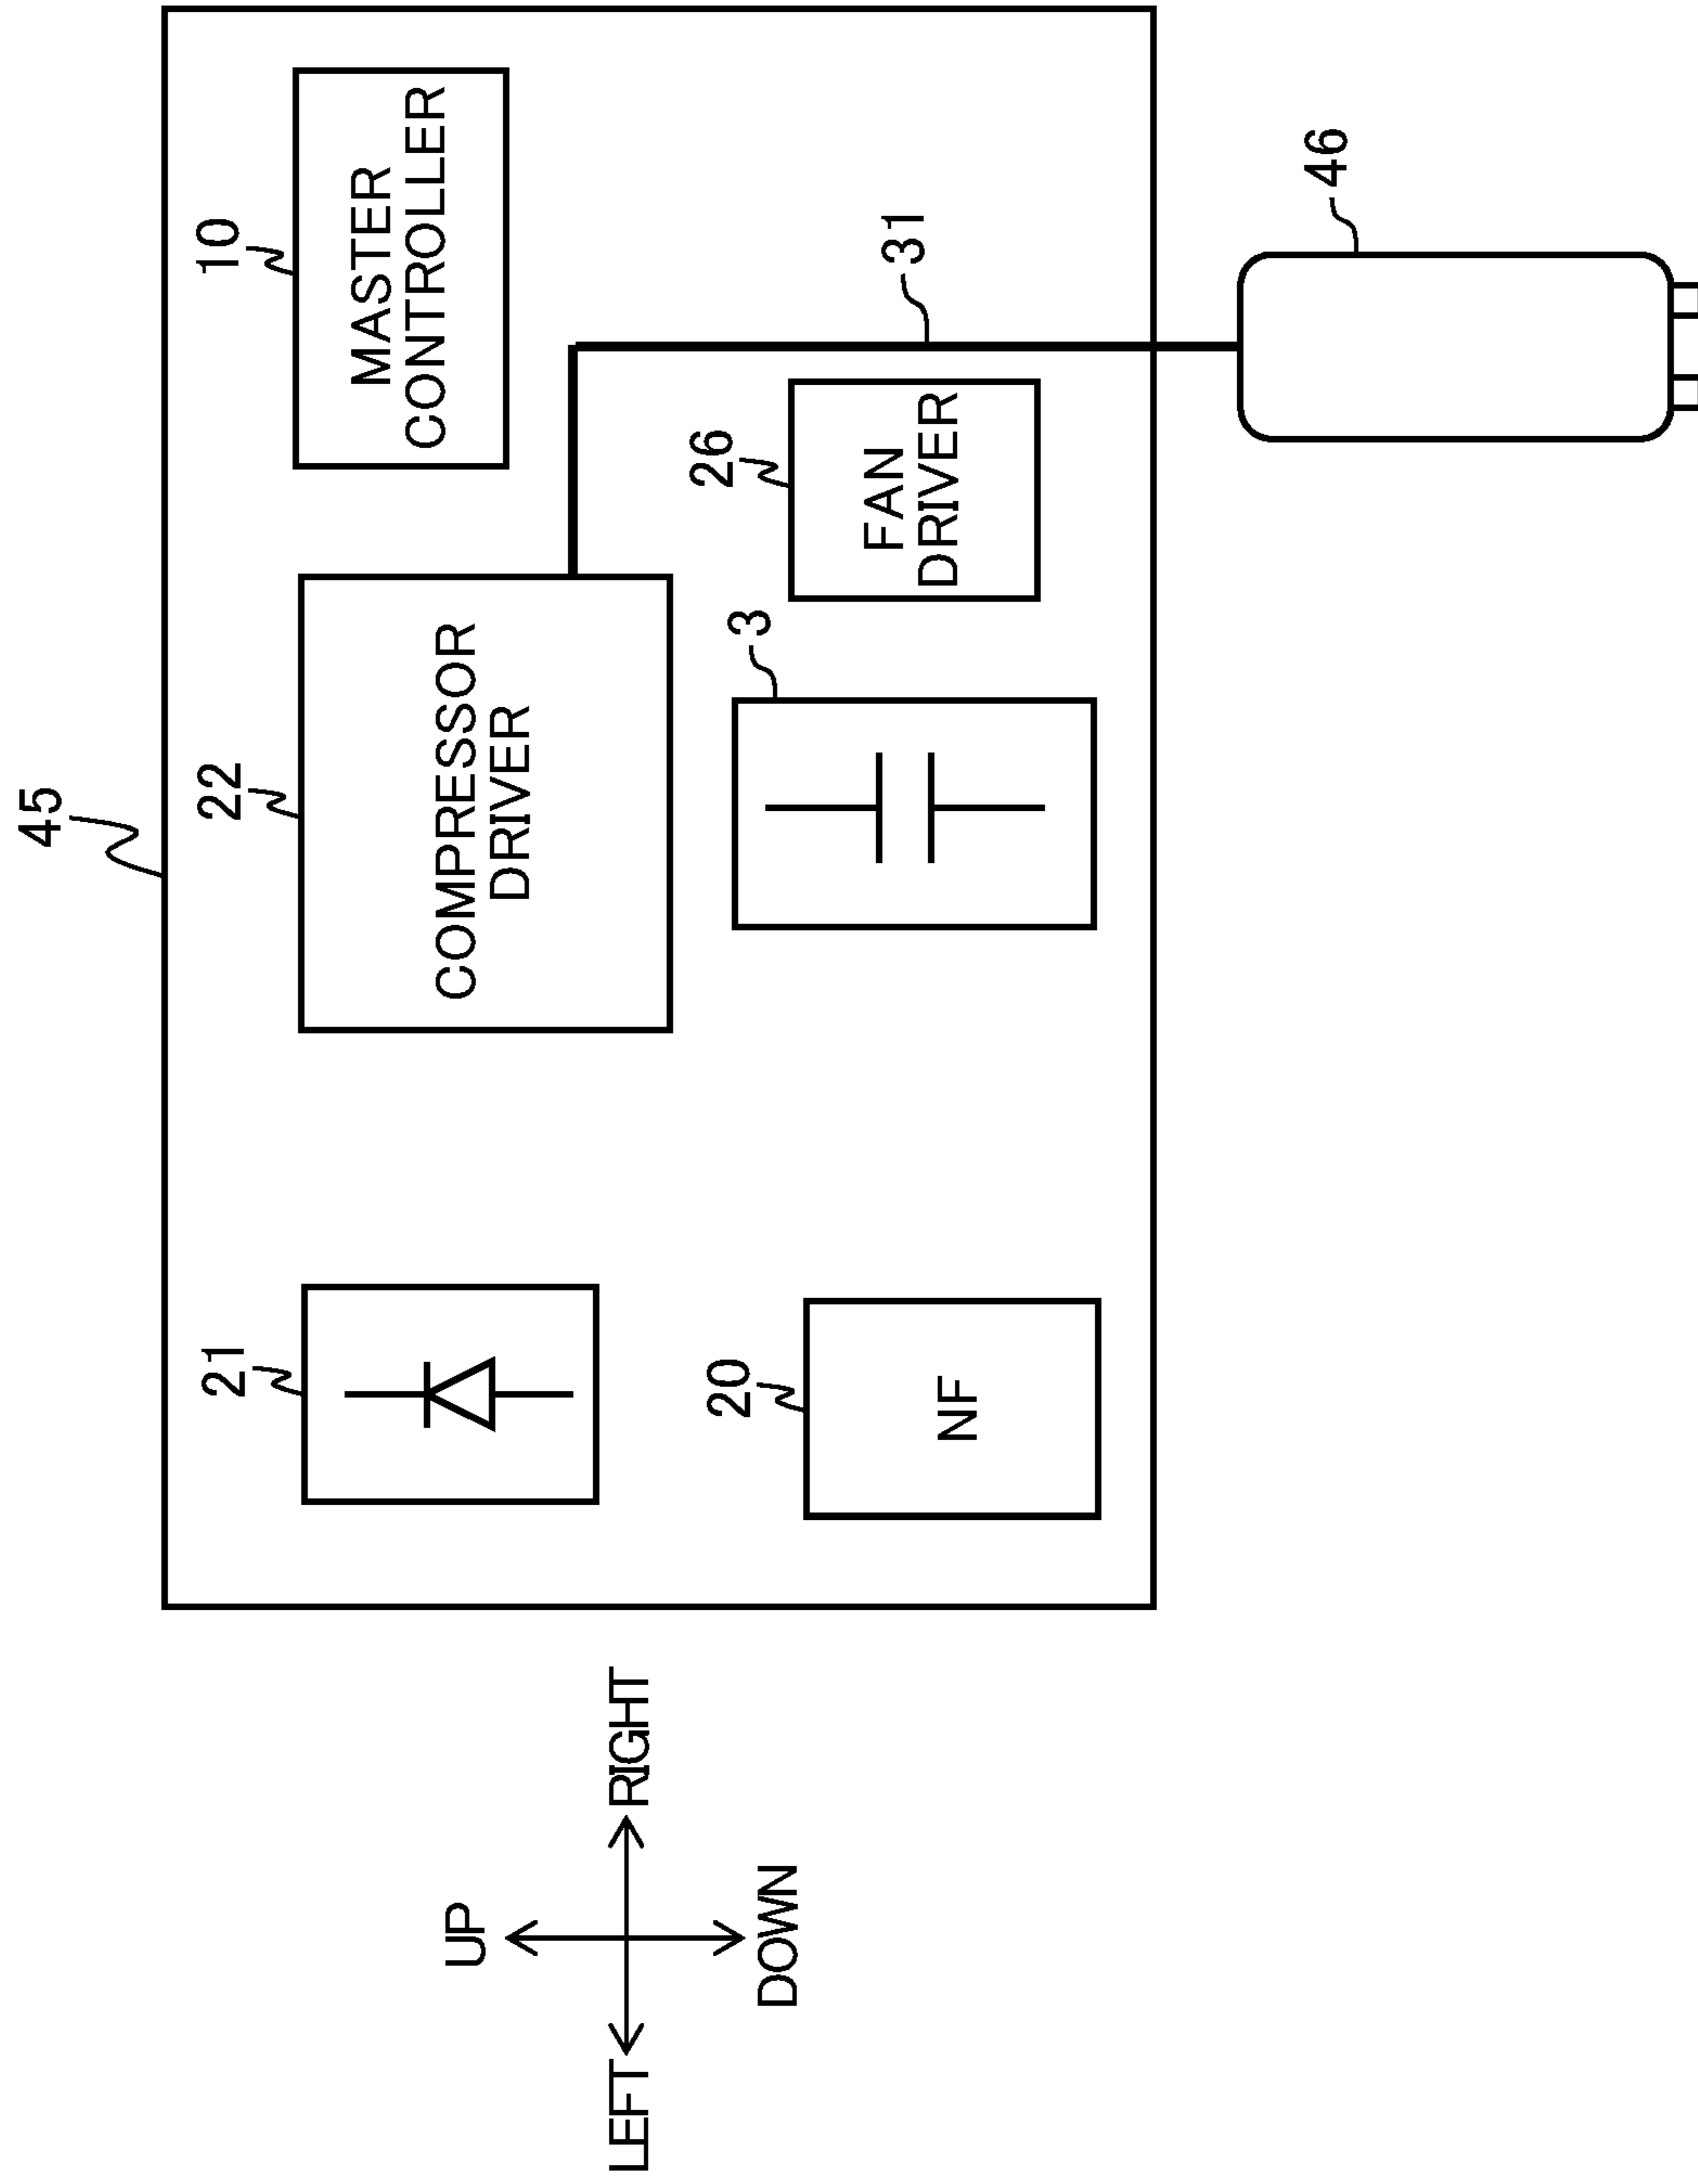 45
21
22
10
MASTER
CONTROLLER
COMPRESSOR
DRIVER
20
NF
3
26
FAN
DRIVER
31
46
UP
LEFT
RIGHT
DOWN